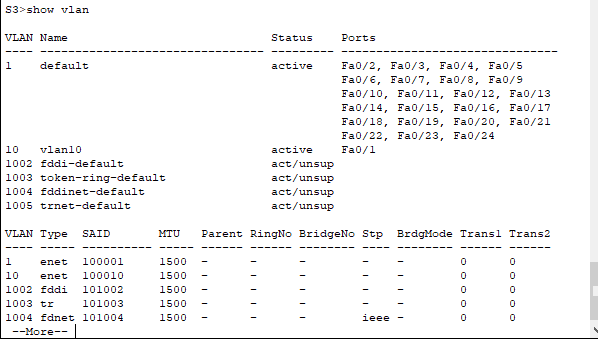 S3>show vlan
VLAN Name                             Status    Ports
---- -------------------------------- --------- -------------------------------
1    default                          active    Fa0/2, Fa0/3, Fa0/4, Fa0/5
                                                Fa0/6, Fa0/7, Fa0/8, Fa0/9
                                                Fa0/10, Fa0/11, Fa0/12, Fa0/13
                                                Fa0/14, Fa0/15, Fa0/16, Fa0/17
                                                Fa0/18, Fa0/19, Fa0/20, Fa0/21
                                                Fa0/22, Fa0/23, Fa0/24
10   vlan10                           active    Fa0/1
1002 fddi-default                     act/unsup
1003 token-ring-default               act/unsup
1004 fddinet-default                  act/unsup
1005 trnet-default                    act/unsup
VLAN Type  SAID       MTU   Parent RingNo BridgeNo Stp  BrdgMode Trans1 Trans2
---- ----- ---------- ----- ------ ------ -------- ---- -------- ------ ------
1    enet  100001     1500  -      -      -        -    -        0      0
10   enet  100010     1500  -      -      -        -    -        0      0
1002 fddi  101002     1500  -      -      -        -    -        0      0
1003 tr    101003     1500  -      -      -        -    -        0      0
1004 fdnet 101004     1500  -      -      -        ieee -        0      0
 --More--